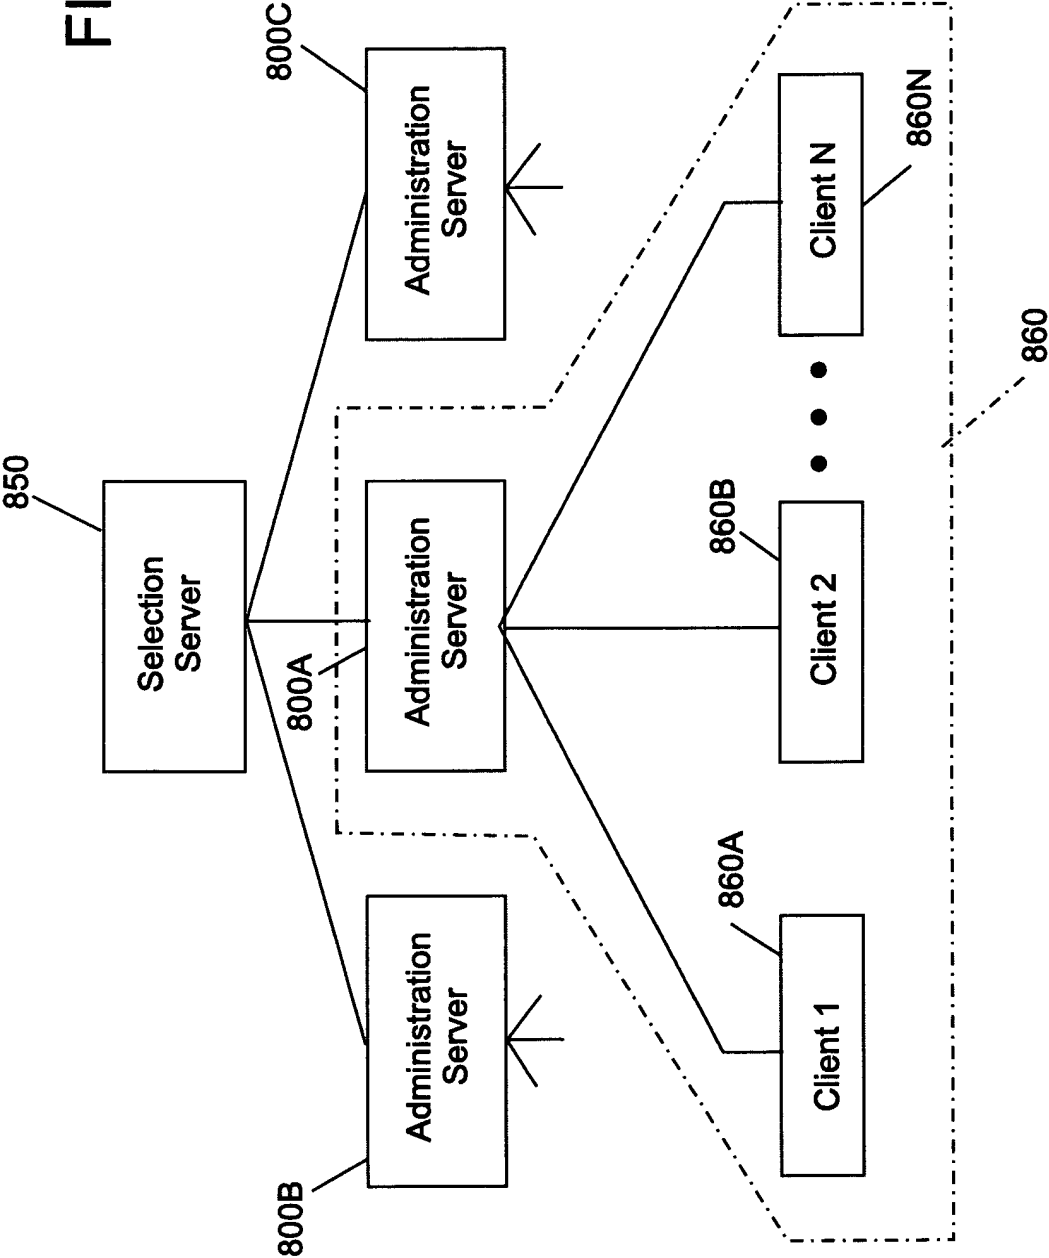 FI
850
Selection
Server
800B
Administration
Server
800A
Administration
Server
800C
Administration
Server
860A
Client 1
860B
Client 2
Client N
860N
860